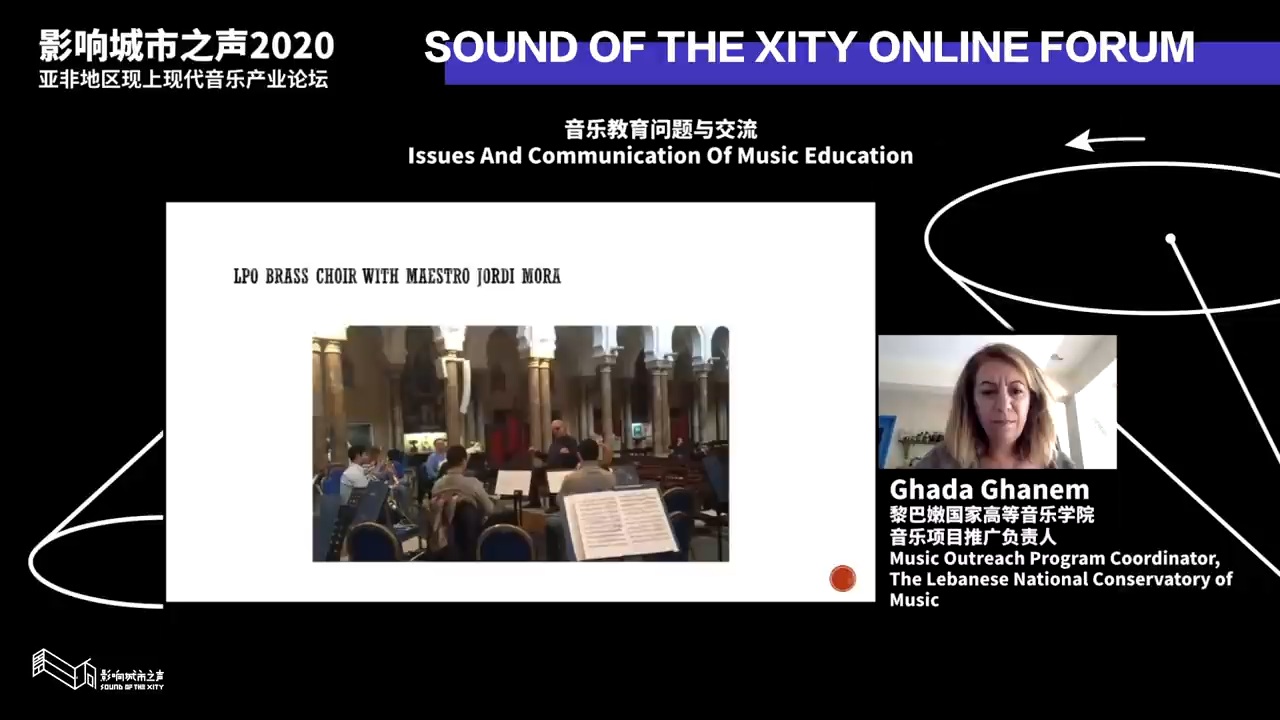 影响城市之声2020
亚非地区现上现代音乐产业论坛
SOUND OF THE XITY ONLINE FORUM
音乐教育问题与交流
Issues And Communication Of Music Education
LPO BRASS CHOIR WITH MAESTRO JORDI MORA
Ghada Ghanem
黎巴嫩国家高等音乐学院
音乐项目推广负责人
Music Outreach Program Coordinator,
The Lebanese National Conservatory of
Music
影响城市之声
SOUND OF THE XITY